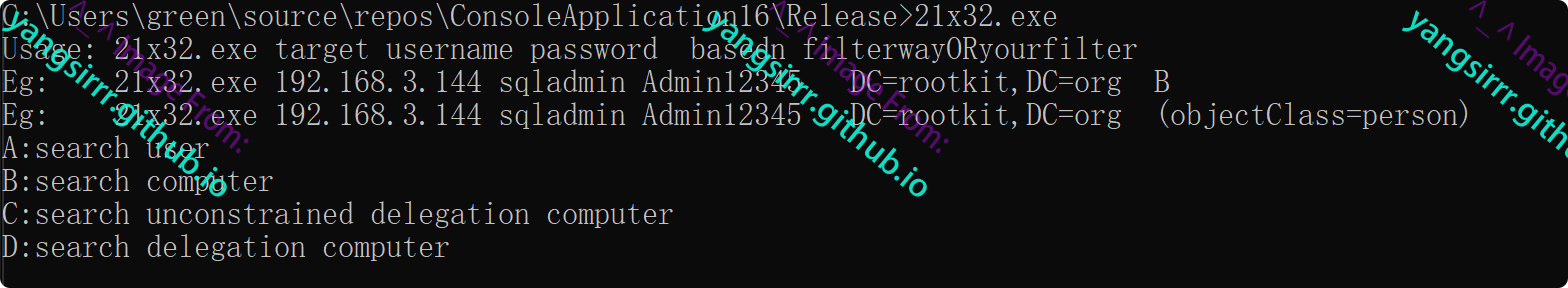 C:\Users\green\source\repos\ConsoleApplication16\Release>21x32.exe
Usage: 21x32.exe target username password  basedn filterwayORyourfilter
Eg:    21x32.exe 192.168.3.144 sqladmin Admin12345   DC=rootkit,DC=org  B
Eg:    21x32.exe 192.168.3.144 sqladmin Admin12345   DC=rootkit,DC=org  (objectClass=person)
A:search user
B:search computer
C:search unconstrained delegation computer
D:search delegation computer
^_^ Image From:
yangsirrr.github.io
^_^ Image From:
yangsirrr.github.io
^_^ Imag
yangsirrr.github.io